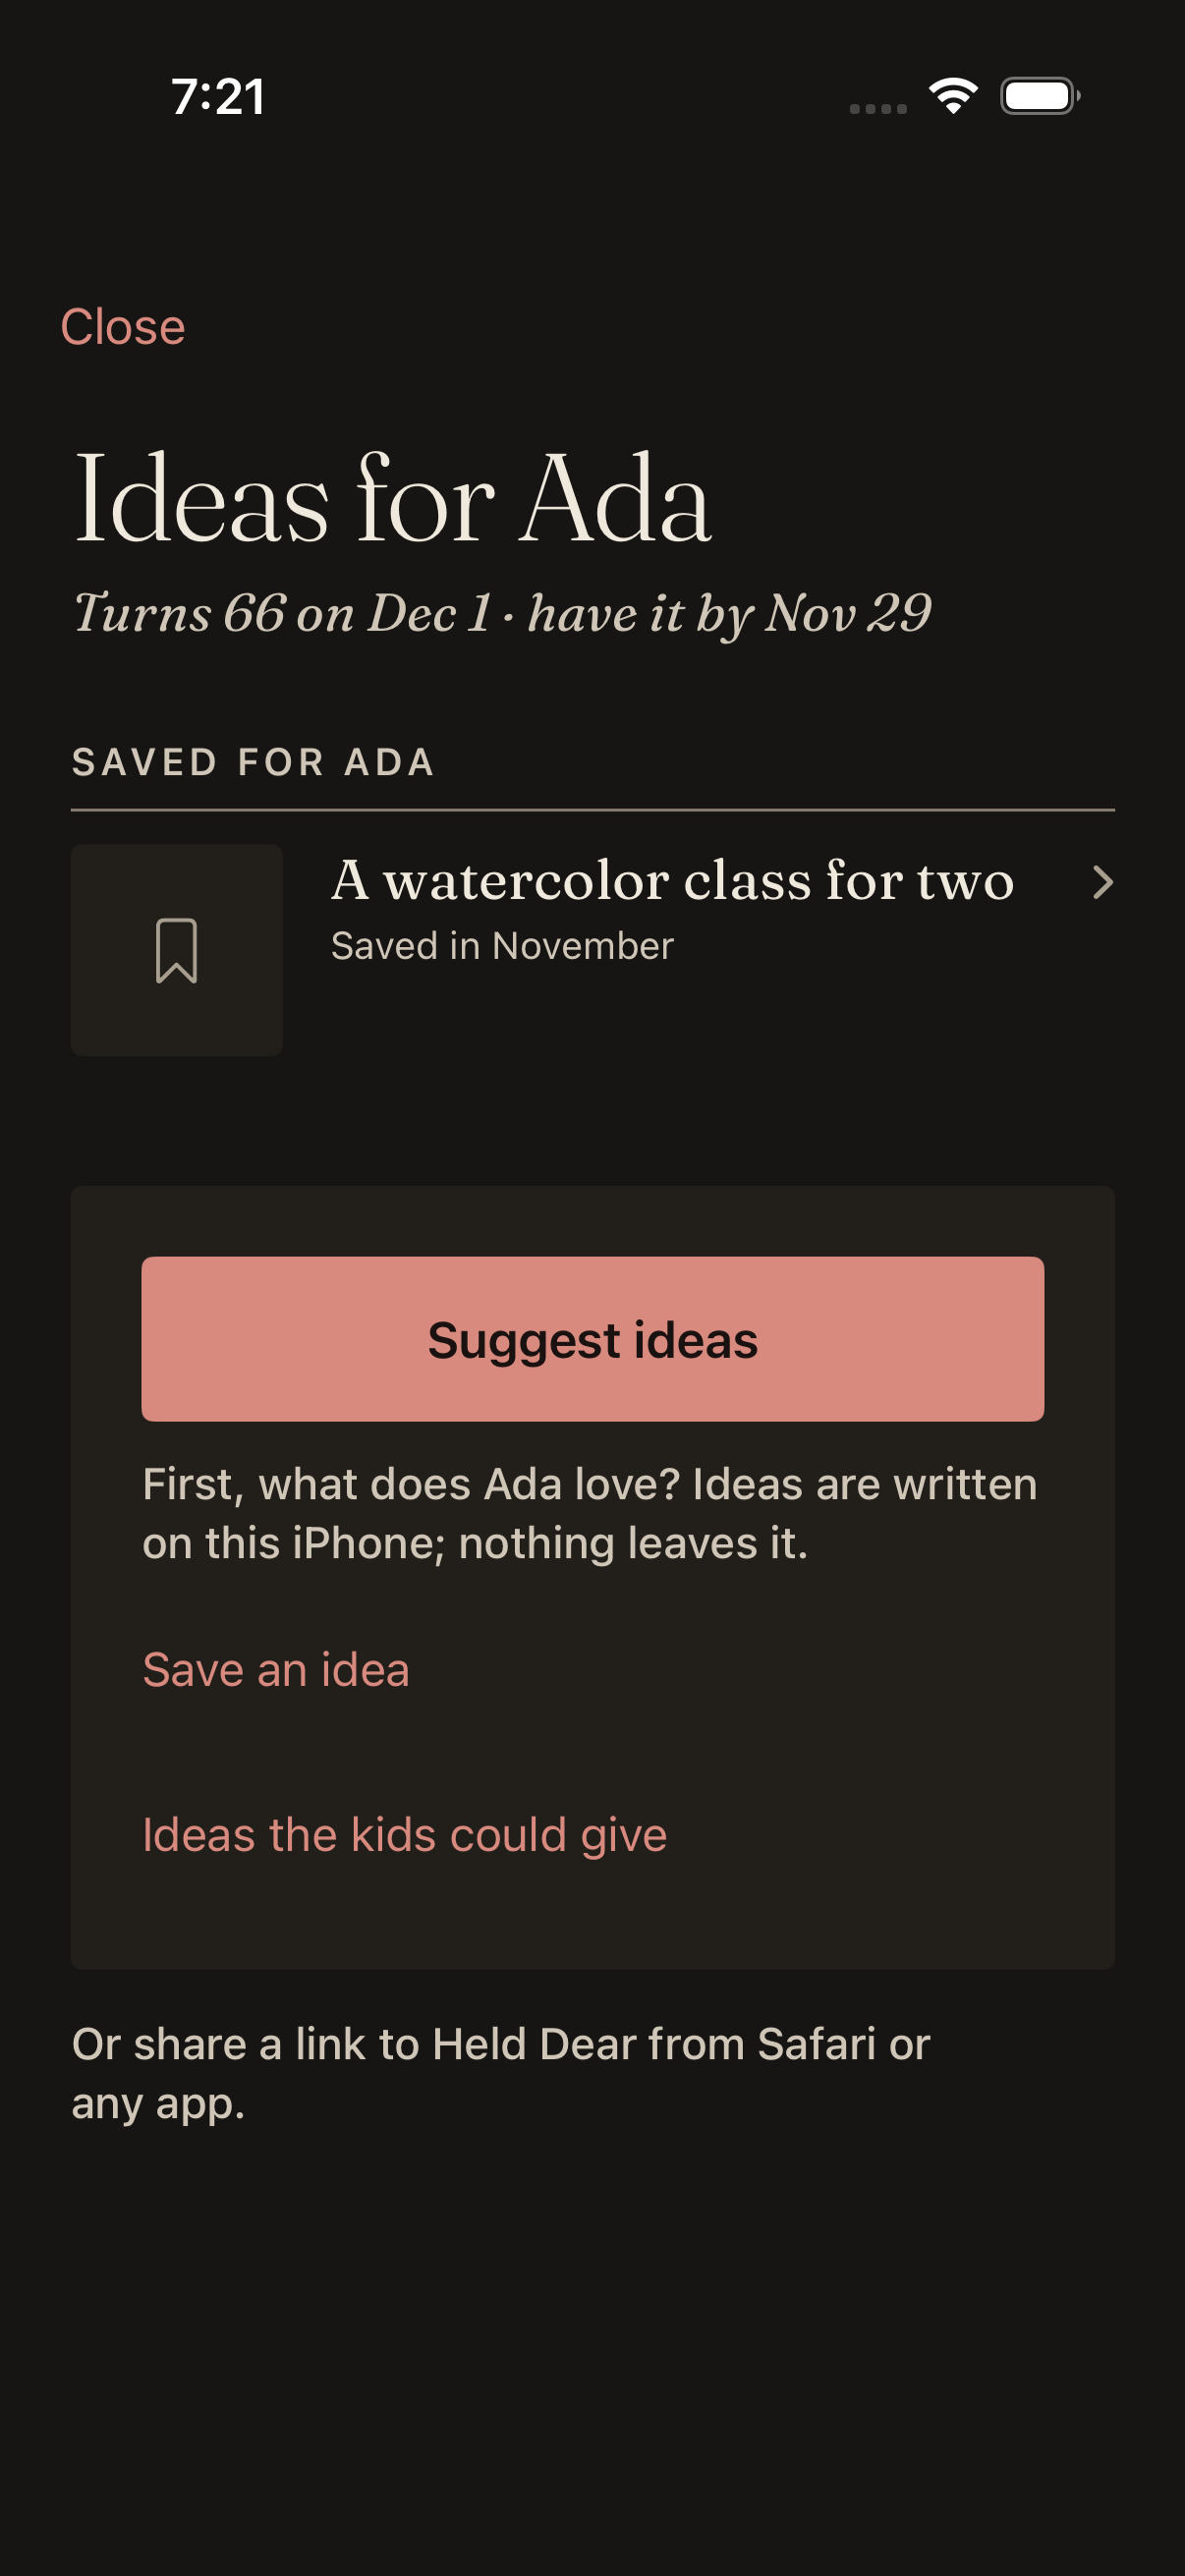 7:21
Close
Ideas for Ada
Turns 66 on Dec 1 · have it by Nov 29
SAVED FOR ADA
A watercolor class for two
Saved in November
Suggest ideas
First, what does Ada love? Ideas are written
on this iPhone; nothing leaves it.
Save an idea
Ideas the kids could give
Or share a link to Held Dear from Safari or
any app.